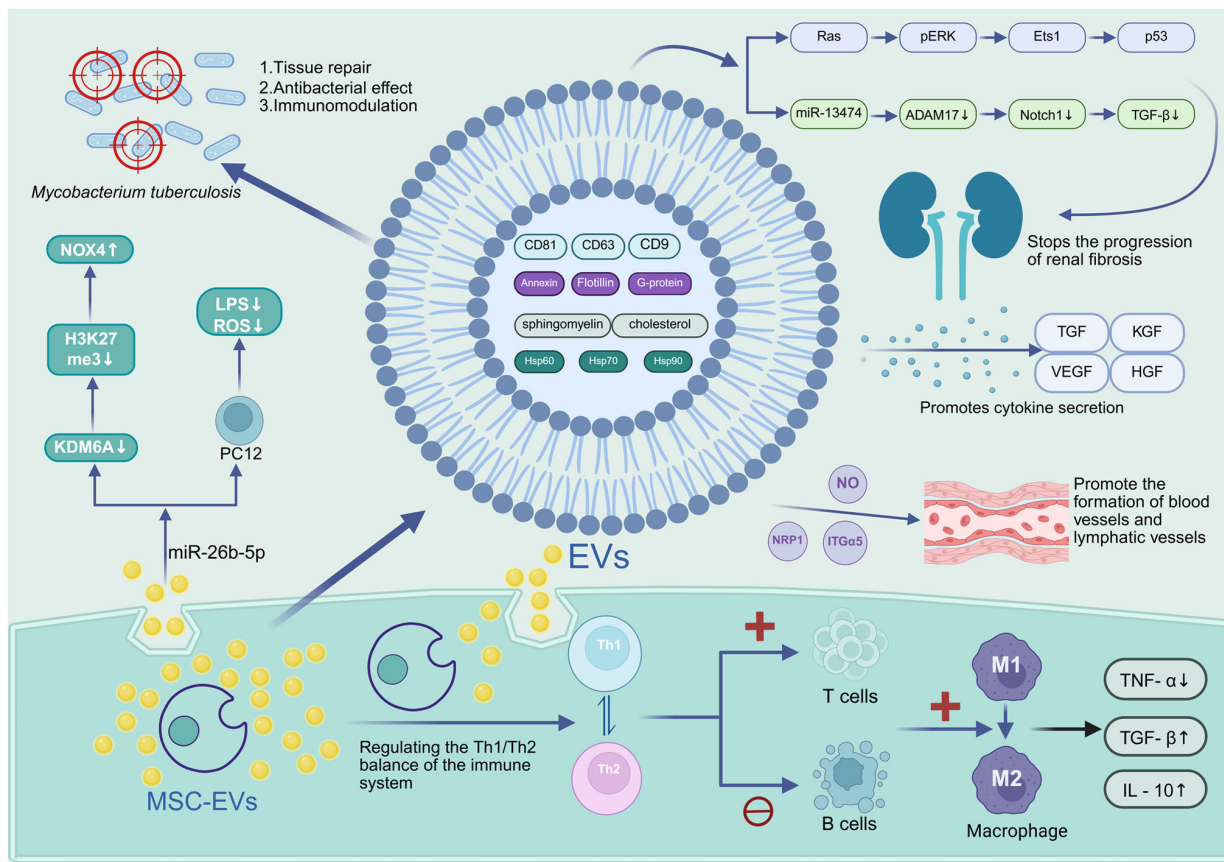 1.Tissue repair
2.Antibacterial effect
3.Immunomodulation
Mycobacterium tuberculosis
Ras
pERK
Ets1
p53
miR-13474
ADAM17↓
Notch1↓
TGF-β↓
Stops the progression
of renal fibrosis
NOX4↑
H3K27
me3↓
KDM6A↓
LPS↓
ROS↓
PC12
miR-26b-5p
CD81
CD63
CD9
Annexin
Flotillin
G-protein
sphingomyelin
cholesterol
Hsp60
Hsp70
Hsp90
EVs
TGF
KGF
VEGF
HGF
Promotes cytokine secretion
NO
NRP1
ITGα5
Promote the
formation of blood
vessels and
lymphatic vessels
MSC-EVs
Regulating the Th1/Th2
balance of the immune
system
Th1
Th2
T cells
B cells
M1
M2
Macrophage
TNF- α↓
TGF- β↑
IL - 10↑